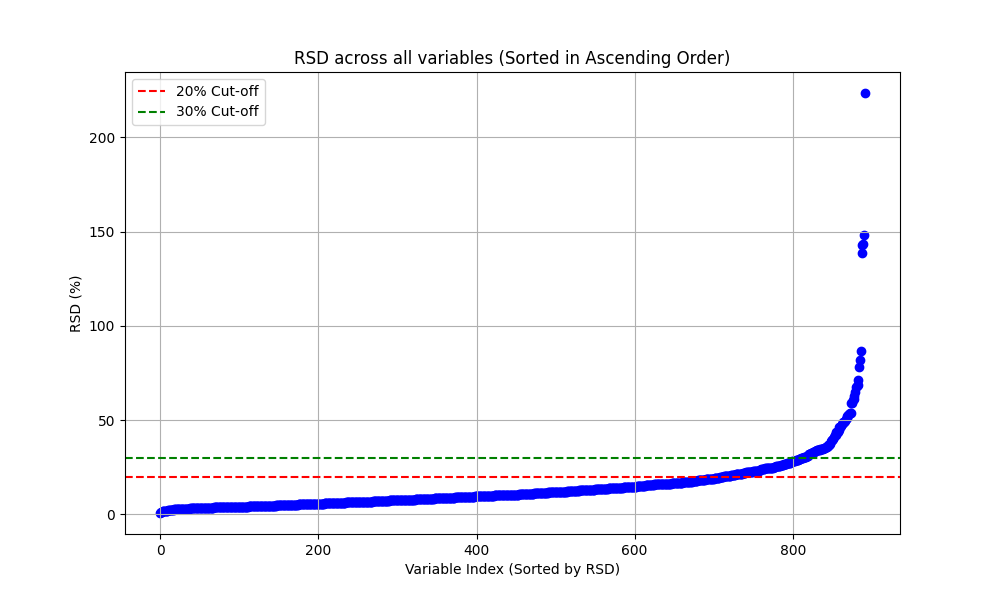 RSD across all variables (Sorted in Ascending Order)
20% Cut-off
30% Cut-off
200
150
100
50
0
RSD (%)
0 200 400 600 800
Variable Index (Sorted by RSD)